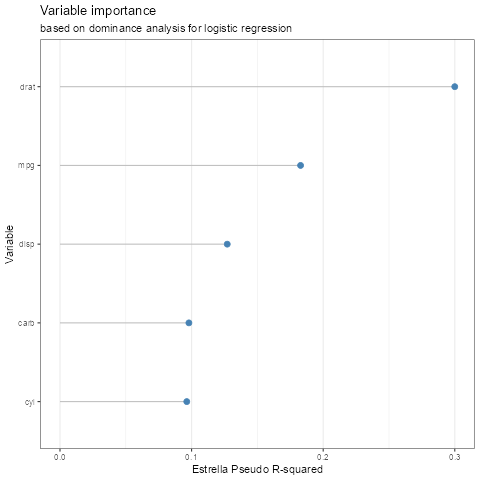 Variable importance
based on dominance analysis for logistic regression
drat
mpg
disp
carb
cyl
Variable
0.0 0.1 0.2 0.3
Estrella Pseudo R-squared